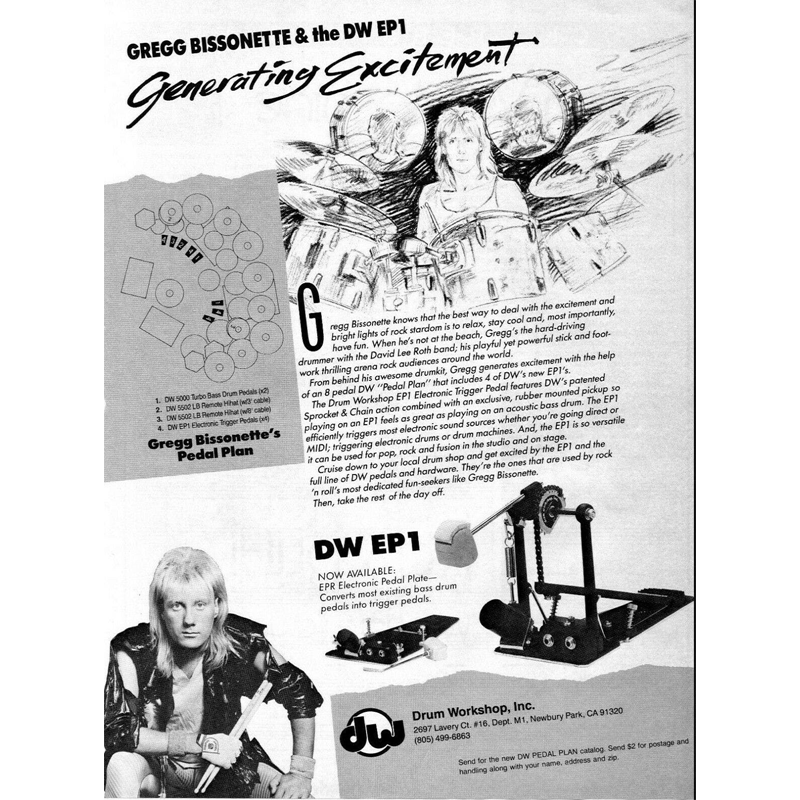 GREGG BISSONETTE & the DW EP1
Generating Excitement
1. DW 5000 Turbo Bass Drum Pedals (x2)
2. DW 5502 LB Remote Hihat (w/3' cable)
3. DW 5502 LB Remote Hihat (w/8' cable)
4. DW EP1 Electronic Trigger Pedals (x4)
Gregg Bissonette's
Pedal Plan
Gregg Bissonette knows that the best way to deal with the excitement and
bright lights of rock stardom is to relax, stay cool and, most importantly,
have fun. When he's not at the beach, Gregg's the hard-driving
drummer with the David Lee Roth band; his playful yet powerful stick and foot-
work thrilling arena rock audiences around the world.
From behind his awesome drumkit, Gregg generates excitement with the help
of an 8 pedal DW "Pedal Plan" that includes 4 of DW's new EP1's.
The Drum Workshop EP1 Electronic Trigger Pedal features DW's patented
Sprocket & Chain action combined with an exclusive, rubber mounted pickup so
playing on an EP1 feels as great as playing on an acoustic bass drum. The EP1
efficiently triggers most electronic sound sources whether you're going direct or
MIDI; triggering electronic drums or drum machines. And, the EP1 is so versatile
it can be used for pop, rock and fusion in the studio and on stage.
Cruise down to your local drum shop and get excited by the EP1 and the
full line of DW pedals and hardware. They're the ones that are used by rock
'n roll's most dedicated fun-seekers like Gregg Bissonette.
Then, take the rest of the day off.
DW EP1
NOW AVAILABLE:
EPR Electronic Pedal Plate—
Converts most existing bass drum
pedals into trigger pedals.
dw
Drum Workshop, Inc.
2697 Lavery Ct. #16, Dept. M1, Newbury Park, CA 91320
(805) 499-6863
Send for the new DW PEDAL PLAN catalog. Send $2 for postage and
handling along with your name, address and zip.